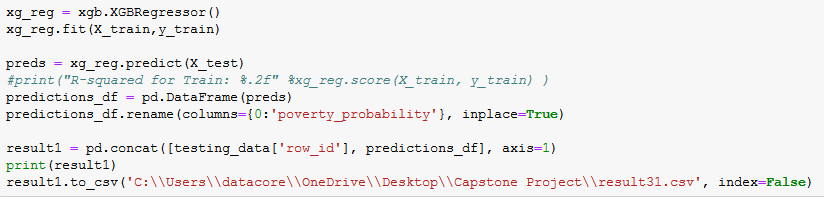 xg_reg = xgb.XGBRegressor()
xg_reg.fit(X_train,y_train)
preds = xg_reg.predict(X_test)
#print("R-squared for Train: %.2f" %xg_reg.score(X_train, y_train) )
predictions_df = pd.DataFrame(preds)
predictions_df.rename(columns={0:'poverty_probability'}, inplace=True)
result1 = pd.concat([testing_data['row_id'], predictions_df], axis=1)
print(result1)
result1.to_csv('C:\\Users\\datacore\\OneDrive\\Desktop\\Capstone Project\\result31.csv', index=False)